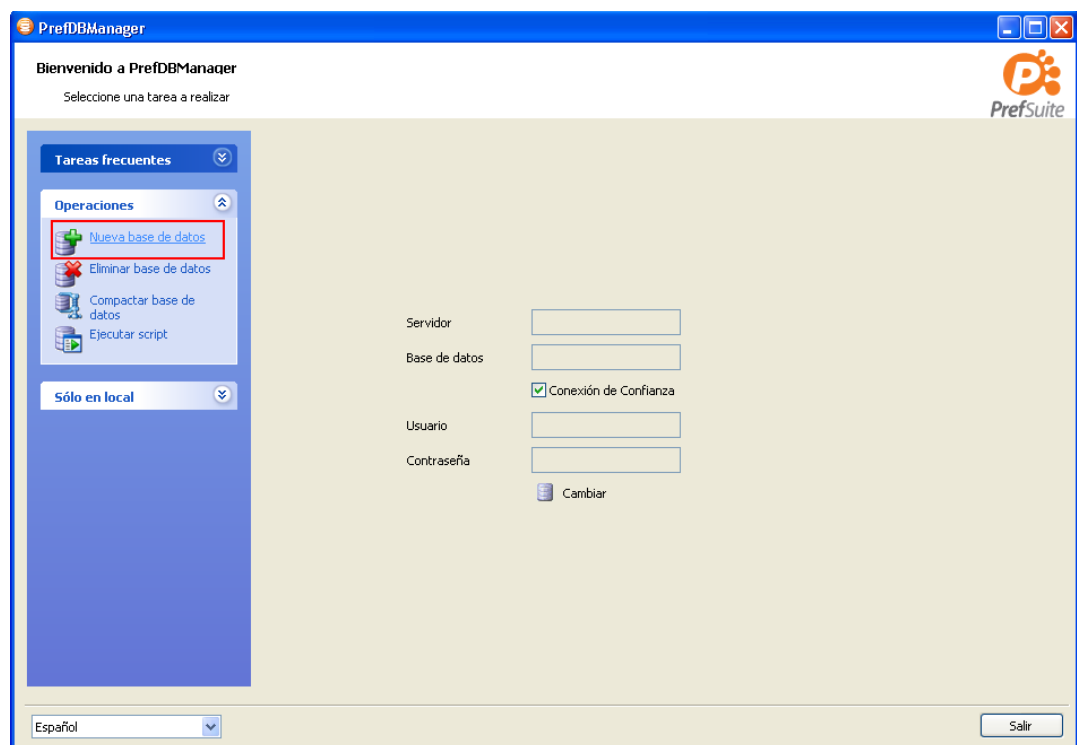 PrefDBManager
Bienvenido a PrefDBManager
Seleccione una tarea a realizar
PrefSuite
Tareas frecuentes
Operaciones
Nueva base de datos
Eliminar base de datos
Compactar base de
datos
Ejecutar script
Sólo en local
Servidor
Base de datos
Conexión de Confianza
Usuario
Contraseña
Cambiar
Español
Salir